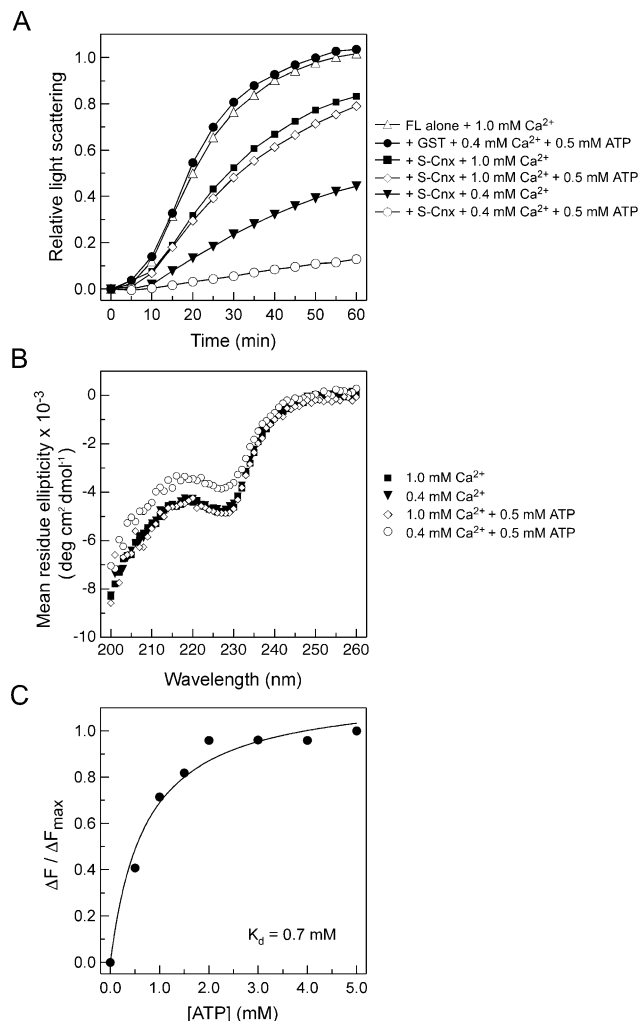 A
Relative light scattering
1.0
0.8
0.6
0.4
0.2
0.0
0 10 20 30 40 50 60
Time (min)
FL alone + 1.0 mM Ca²⁺
+ GST + 0.4 mM Ca²⁺ + 0.5 mM ATP
+ S-Cnx + 1.0 mM Ca²⁺
+ S-Cnx + 1.0 mM Ca²⁺ + 0.5 mM ATP
+ S-Cnx + 0.4 mM Ca²⁺
+ S-Cnx + 0.4 mM Ca²⁺ + 0.5 mM ATP
B
Mean residue ellipticity x 10⁻³
( deg cm² dmol⁻¹)
0
-2
-4
-6
-8
-10
200 210 220 230 240 250 260
Wavelength (nm)
1.0 mM Ca²⁺
0.4 mM Ca²⁺
1.0 mM Ca²⁺ + 0.5 mM ATP
0.4 mM Ca²⁺ + 0.5 mM ATP
C
ΔF / ΔFmax
1.0
0.8
0.6
0.4
0.2
0.0
Kd = 0.7 mM
0.0 1.0 2.0 3.0 4.0 5.0
[ATP] (mM)